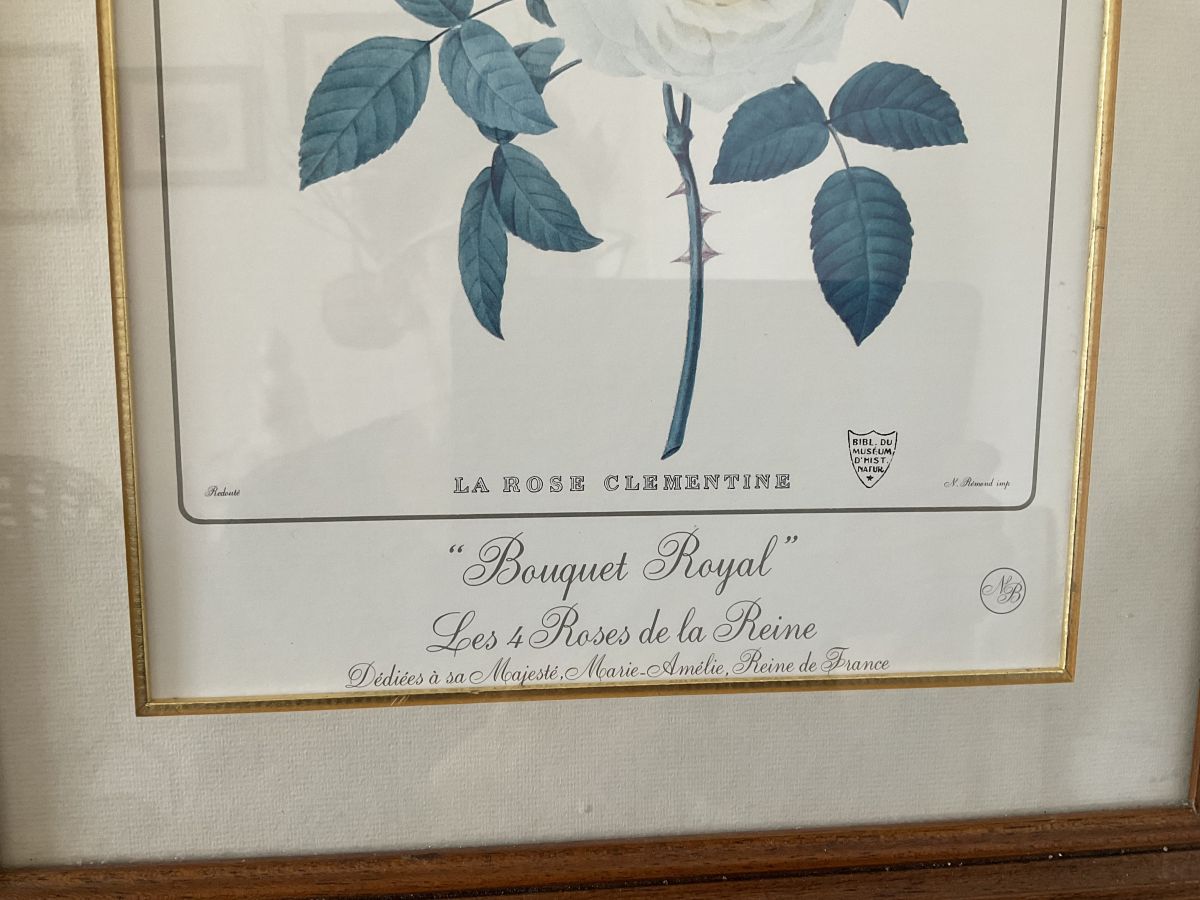 BIBL. DU
MUSÉUM
D'HIST.
NATUR.
LA ROSE CLEMENTINE
Redouté
N. Rémond imp
"Bouquet Royal"
NB
Les 4 Roses de la Reine
Dédiées à sa Majesté, Marie-Amélie, Reine de France